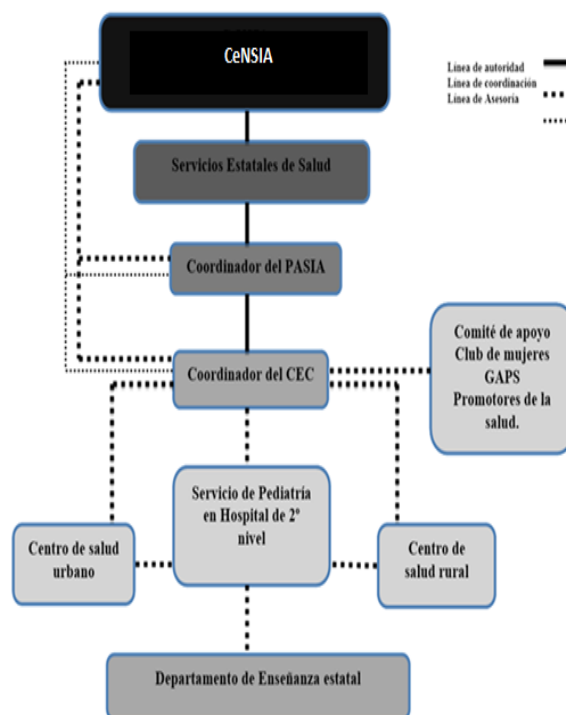 CeNSIA
Línea de autoridad
Línea de coordinación
Línea de Asesoría
Servicios Estatales de Salud
Coordinador del PASIA
Comité de apoyo
Club de mujeres
GAPS
Promotores de la
salud.
Coordinador del CEC
Servicio de Pediatría
en Hospital de 2º
nivel
Centro de salud
urbano
Centro de
salud rural
Departamento de Enseñanza estatal